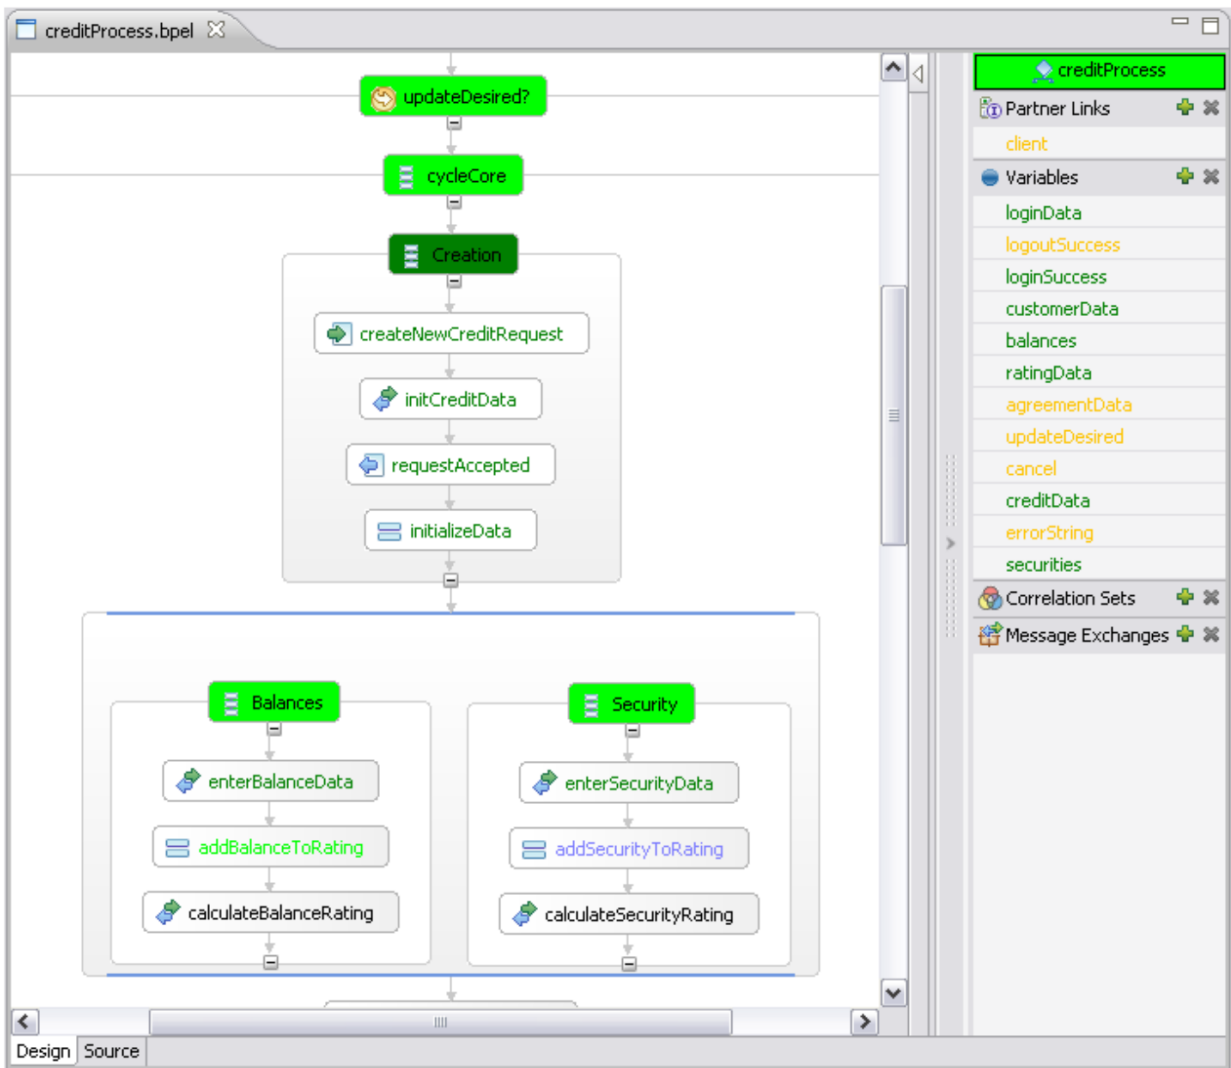 creditProcess.bpel
updateDesired?
cycleCore
Creation
createNewCreditRequest
initCreditData
requestAccepted
initializeData
Balances
enterBalanceData
addBalanceToRating
calculateBalanceRating
Security
enterSecurityData
addSecurityToRating
calculateSecurityRating
Design
Source
creditProcess
Partner Links
client
Variables
loginData
logoutSuccess
loginSuccess
customerData
balances
ratingData
agreementData
updateDesired
cancel
creditData
errorString
securities
Correlation Sets
Message Exchanges